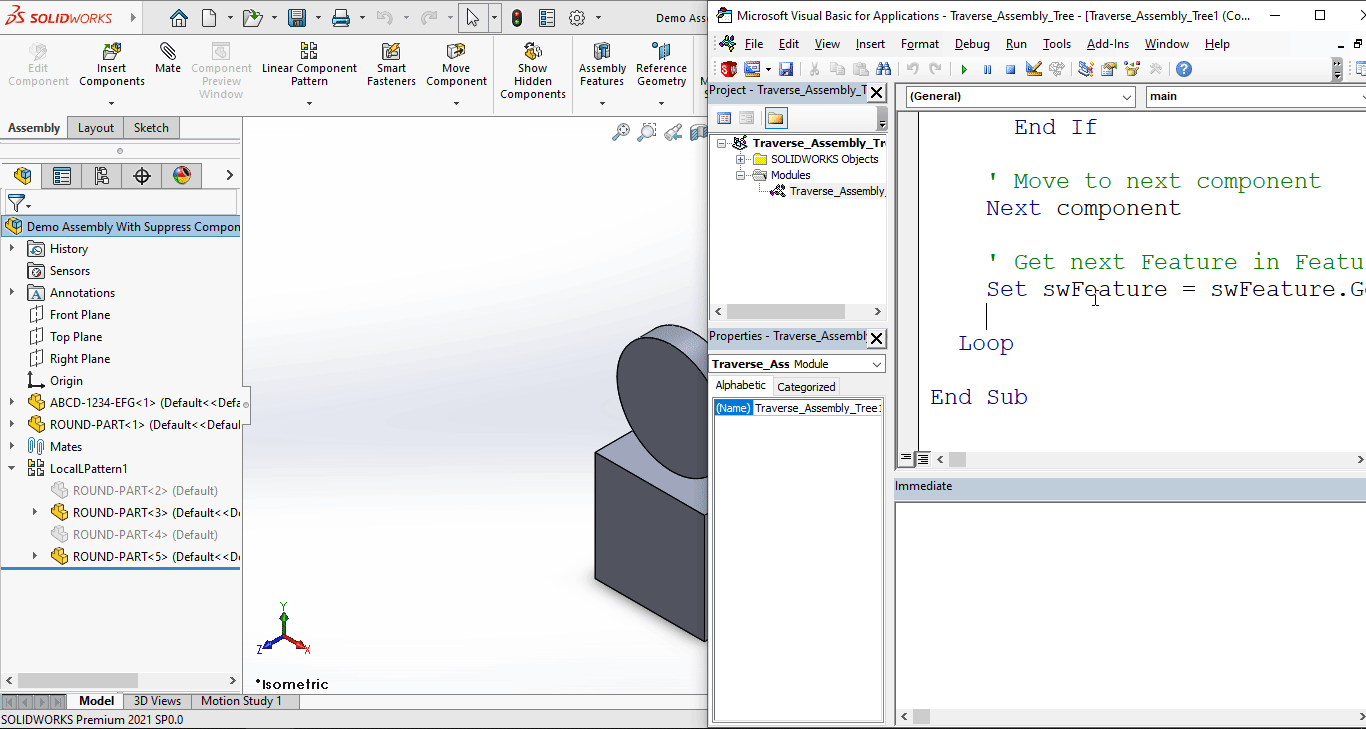 SOLIDWORKS
Demo Ass
Edit Component
Insert Components
Mate
Component Preview Window
Linear Component Pattern
Smart Fasteners
Move Component
Show Hidden Components
Assembly Features
Reference Geometry
Assembly
Layout
Sketch
Demo Assembly With Suppress Compon
History
Sensors
Annotations
Front Plane
Top Plane
Right Plane
Origin
ABCD-1234-EFG<1> (Default<<Defa
ROUND-PART<1> (Default<<Defaul
Mates
LocalLPattern1
ROUND-PART<2> (Default)
ROUND-PART<3> (Default<<De
ROUND-PART<4> (Default)
ROUND-PART<5> (Default<<De
Y
Z
X
*Isometric
Model
3D Views
Motion Study 1
SOLIDWORKS Premium 2021 SP0.0
Microsoft Visual Basic for Applications - Traverse_Assembly_Tree - [Traverse_Assembly_Tree1 (Co...
File Edit View Insert Format Debug Run Tools Add-Ins Window Help
Project - Traverse_Assembly_T
Traverse_Assembly_Tr
SOLIDWORKS Objects
Modules
Traverse_Assembly_
Properties - Traverse_Assembl
Traverse_Ass Module
Alphabetic
Categorized
(Name) Traverse_Assembly_Tree1
(General)
main
End If
' Move to next component
Next component
' Get next Feature in Featu
Set swFeature = swFeature.Ge
Loop
End Sub
Immediate